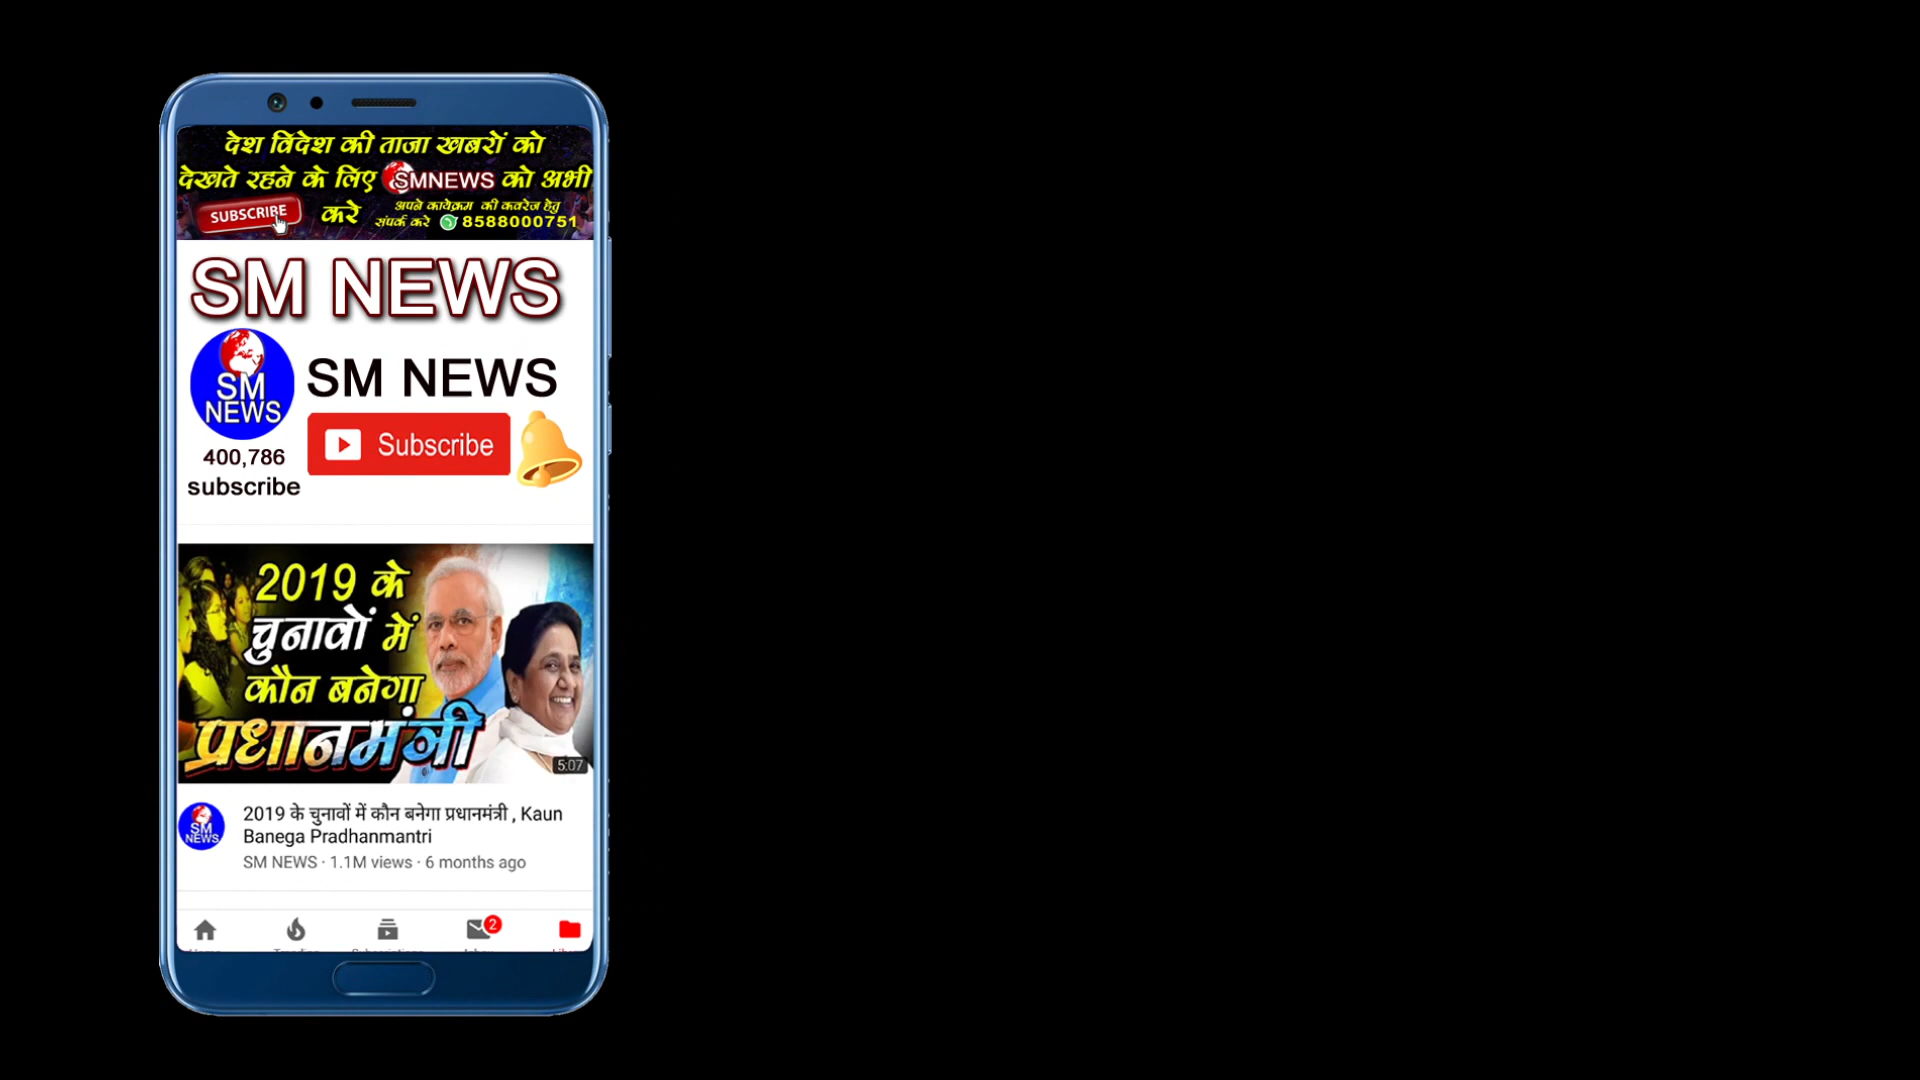 देश विदेश की ताजा खबरों को
देखते रहने के लिए SMNEWS को अभी
SUBSCRIBE करे
अपने कार्यक्रम की कवरेज हेतु
संपर्क करे 8588000751
SM NEWS
SM
NEWS
SM NEWS
Subscribe
400,786
subscribe
2019 के
चुनावों में
कौन बनेगा
प्रधानमंत्री
5:07
SM
NEWS
2019 के चुनावों में कौन बनेगा प्रधानमंत्री , Kaun
Banega Pradhanmantri
SM NEWS · 1.1M views · 6 months ago
2